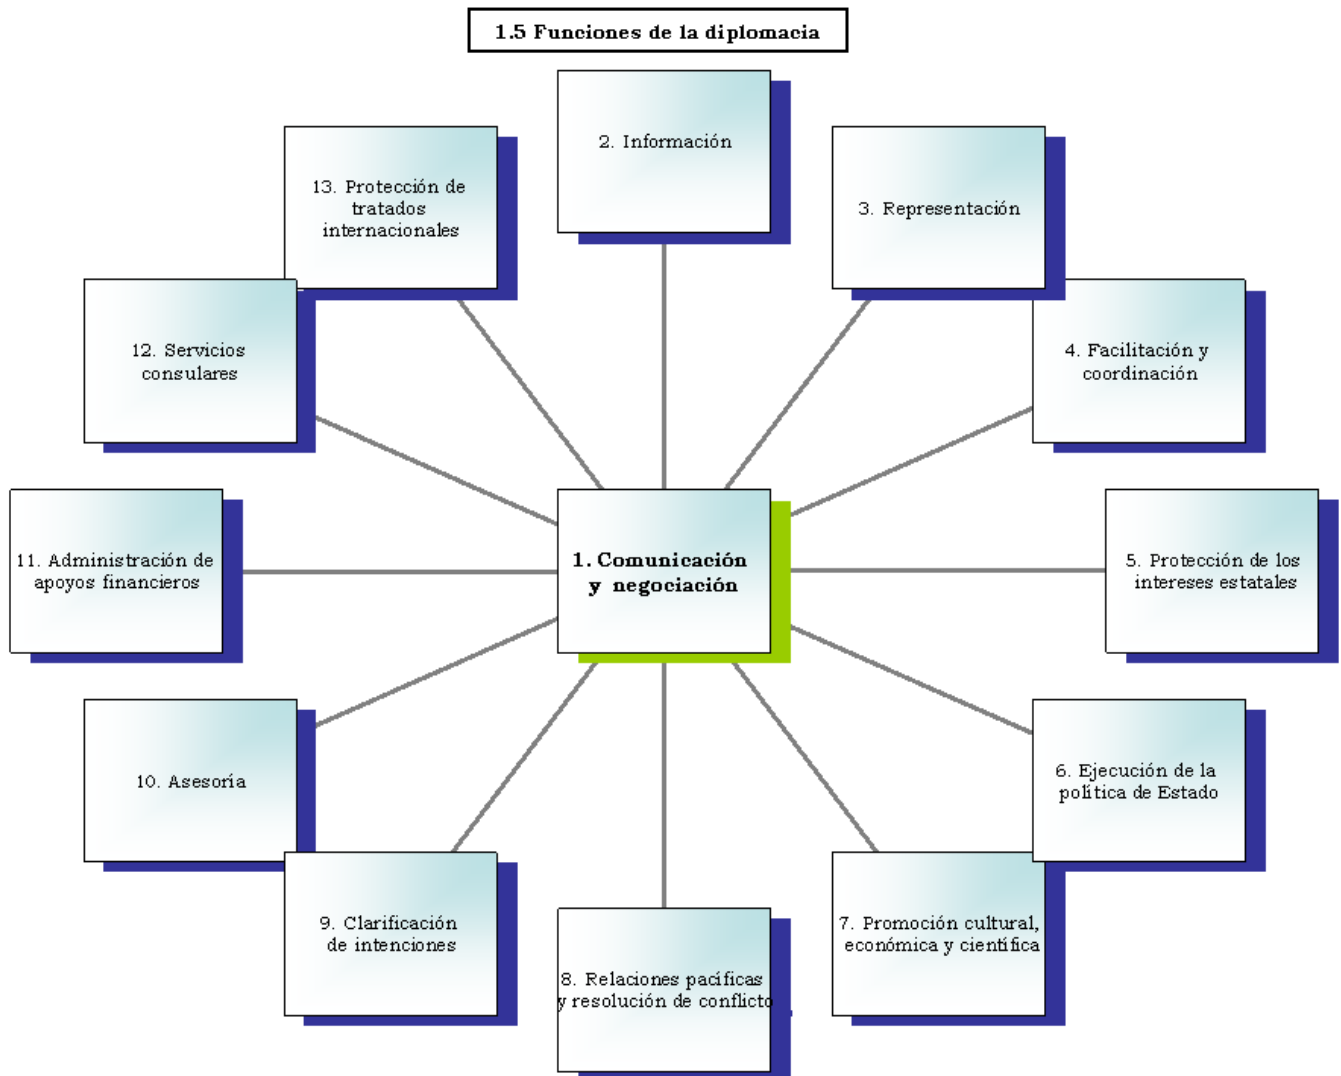 1.5 Funciones de la diplomacia
1. Comunicación
y negociación
2. Información
3. Representación
4. Facilitación y
coordinación
5. Protección de los
intereses estatales
6. Ejecución de la
política de Estado
7. Promoción cultural,
económica y científica
8. Relaciones pacíficas
y resolución de conflicto
9. Clarificación
de intenciones
10. Asesoría
11. Administración de
apoyos financieros
12. Servicios
consulares
13. Protección de
tratados
internacionales